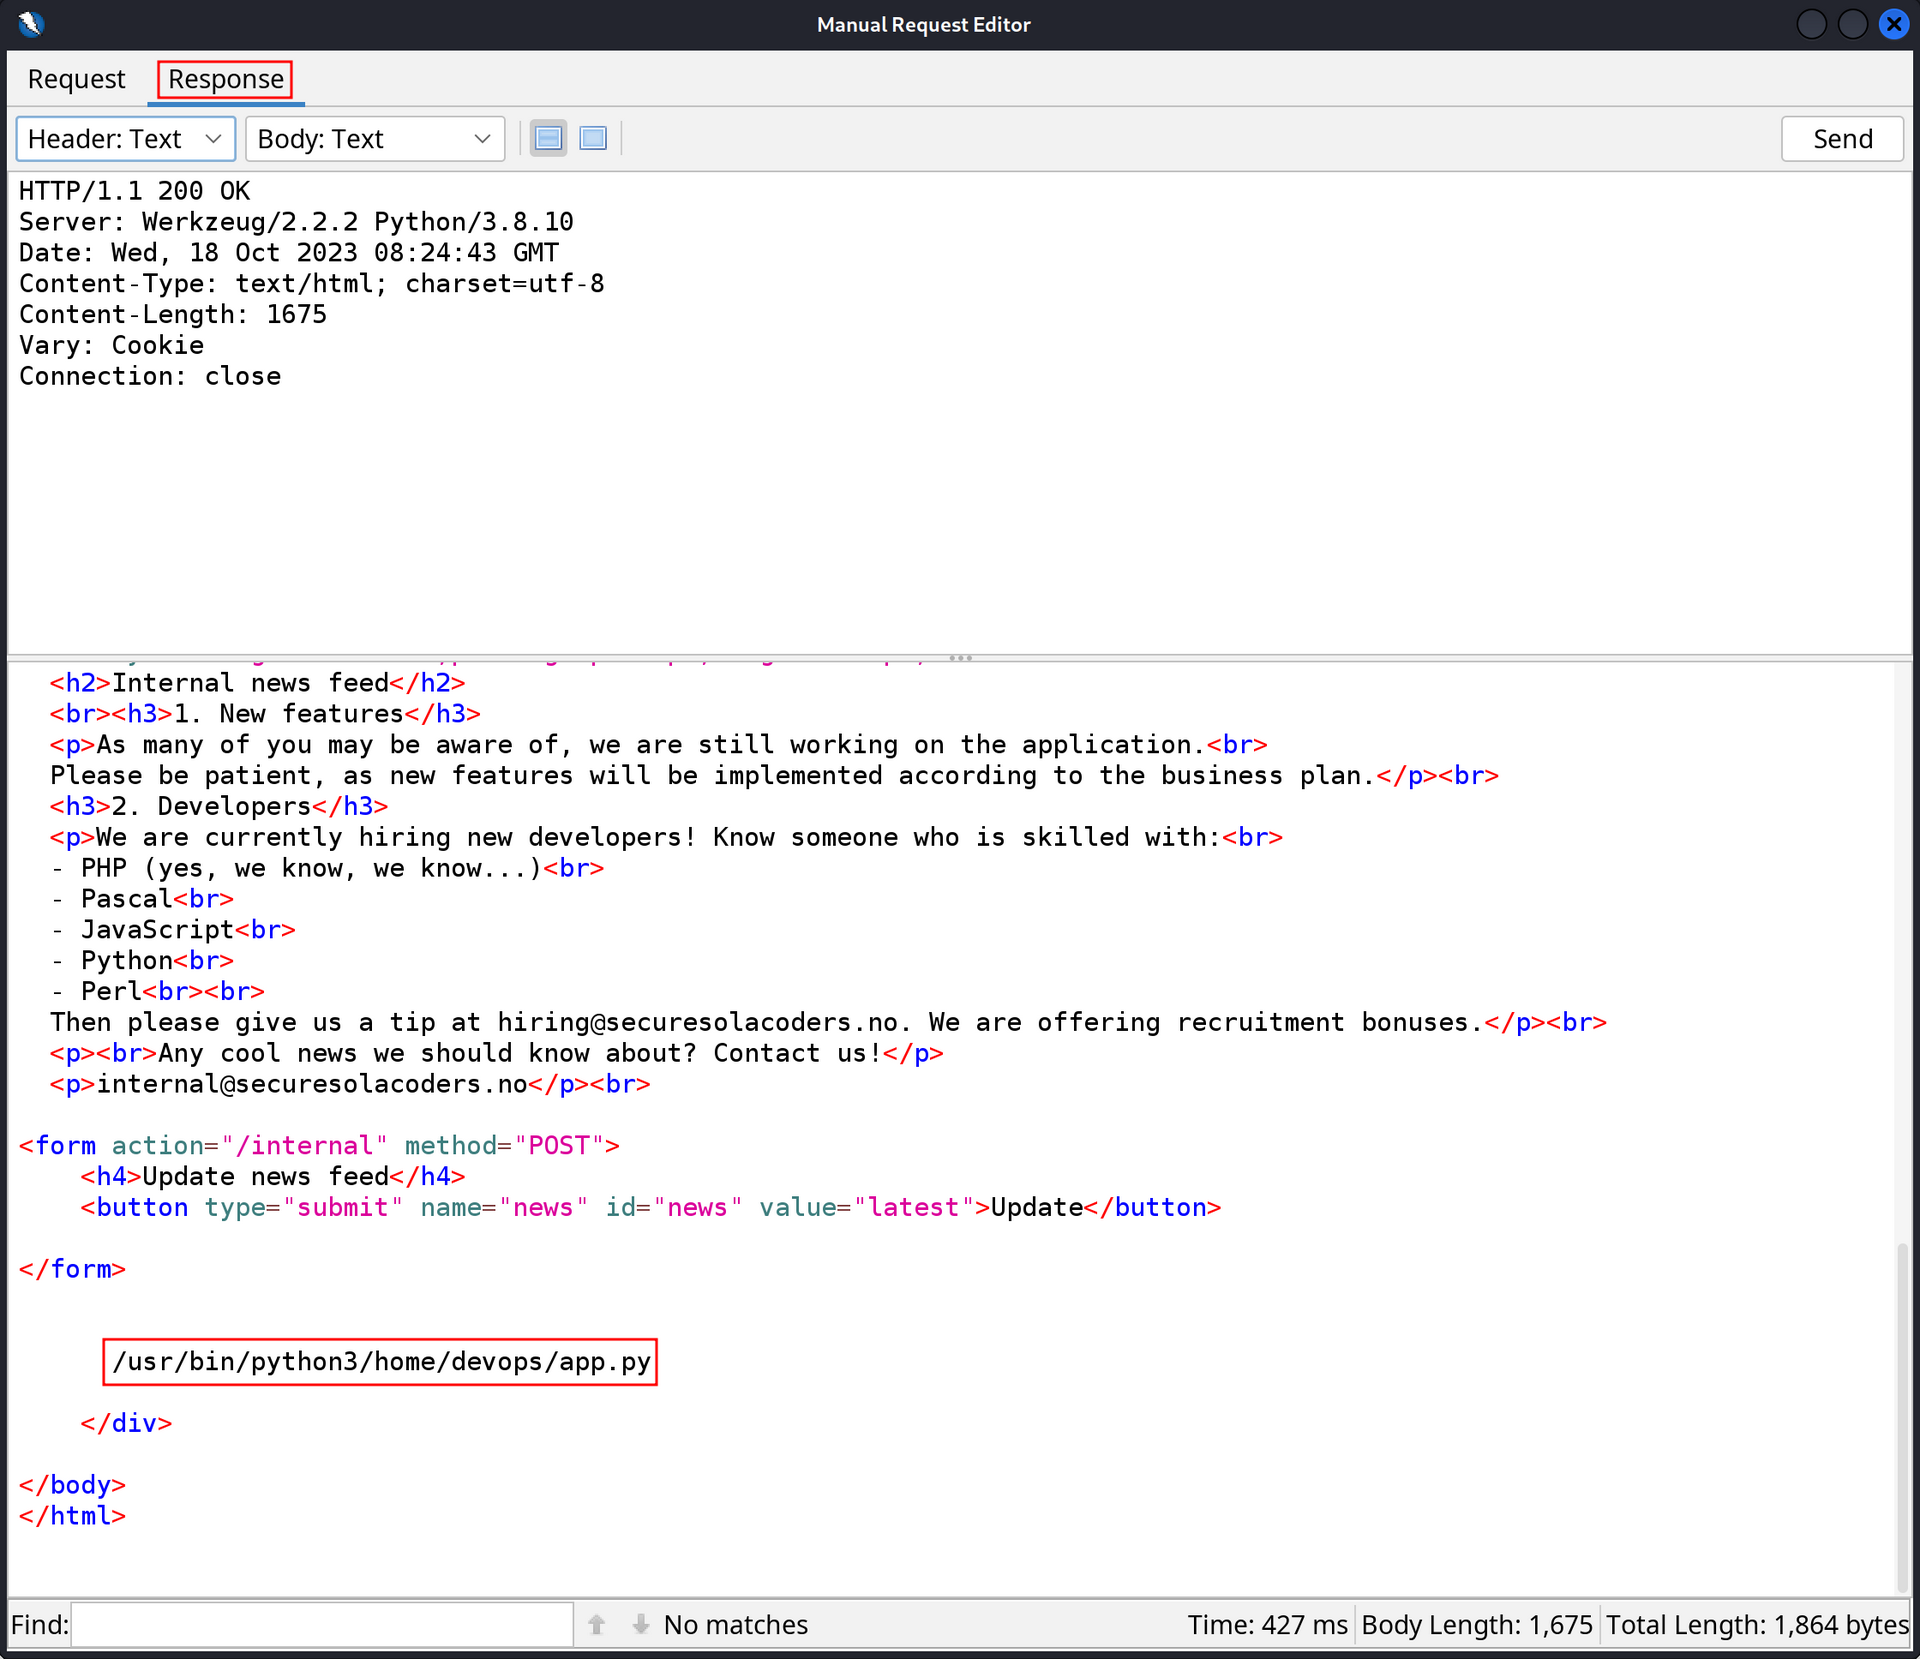 Manual Request Editor
Request Response
Header: Text Body: Text Send
HTTP/1.1 200 OK
Server: Werkzeug/2.2.2 Python/3.8.10
Date: Wed, 18 Oct 2023 08:24:43 GMT
Content-Type: text/html; charset=utf-8
Content-Length: 1675
Vary: Cookie
Connection: close
<h2>Internal news feed</h2>
<br><h3>1. New features</h3>
<p>As many of you may be aware of, we are still working on the application.<br>
Please be patient, as new features will be implemented according to the business plan.</p><br>
<h3>2. Developers</h3>
<p>We are currently hiring new developers! Know someone who is skilled with:<br>
- PHP (yes, we know, we know...)<br>
- Pascal<br>
- JavaScript<br>
- Python<br>
- Perl<br><br>
Then please give us a tip at hiring@securesolacoders.no. We are offering recruitment bonuses.</p><br>
<p><br>Any cool news we should know about? Contact us!</p>
<p>internal@securesolacoders.no</p><br>
<form action="/internal" method="POST">
<h4>Update news feed</h4>
<button type="submit" name="news" id="news" value="latest">Update</button>
</form>
/usr/bin/python3/home/devops/app.py
</div>
</body>
</html>
Find: No matches Time: 427 ms Body Length: 1,675 Total Length: 1,864 bytes